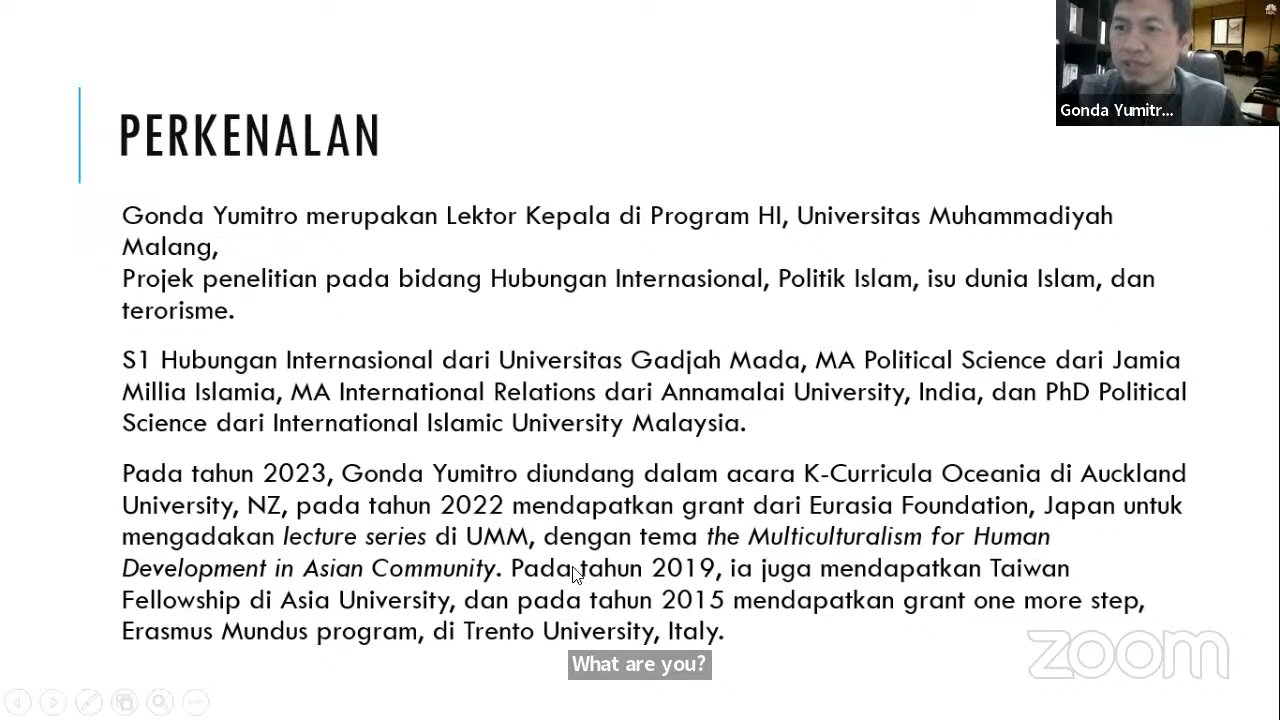 Gonda Yumitr...
PERKENALAN
Gonda Yumitro merupakan Lektor Kepala di Program HI, Universitas Muhammadiyah
Malang,
Projek penelitian pada bidang Hubungan Internasional, Politik Islam, isu dunia Islam, dan
terorisme.
S1 Hubungan Internasional dari Universitas Gadjah Mada, MA Political Science dari Jamia
Millia Islamia, MA International Relations dari Annamalai University, India, dan PhD Political
Science dari International Islamic University Malaysia.
Pada tahun 2023, Gonda Yumitro diundang dalam acara K-Curricula Oceania di Auckland
University, NZ, pada tahun 2022 mendapatkan grant dari Eurasia Foundation, Japan untuk
mengadakan lecture series di UMM, dengan tema the Multiculturalism for Human
Development in Asian Community. Pada tahun 2019, ia juga mendapatkan Taiwan
Fellowship di Asia University, dan pada tahun 2015 mendapatkan grant one more step,
Erasmus Mundus program, di Trento University, Italy.
What are you?
zoom